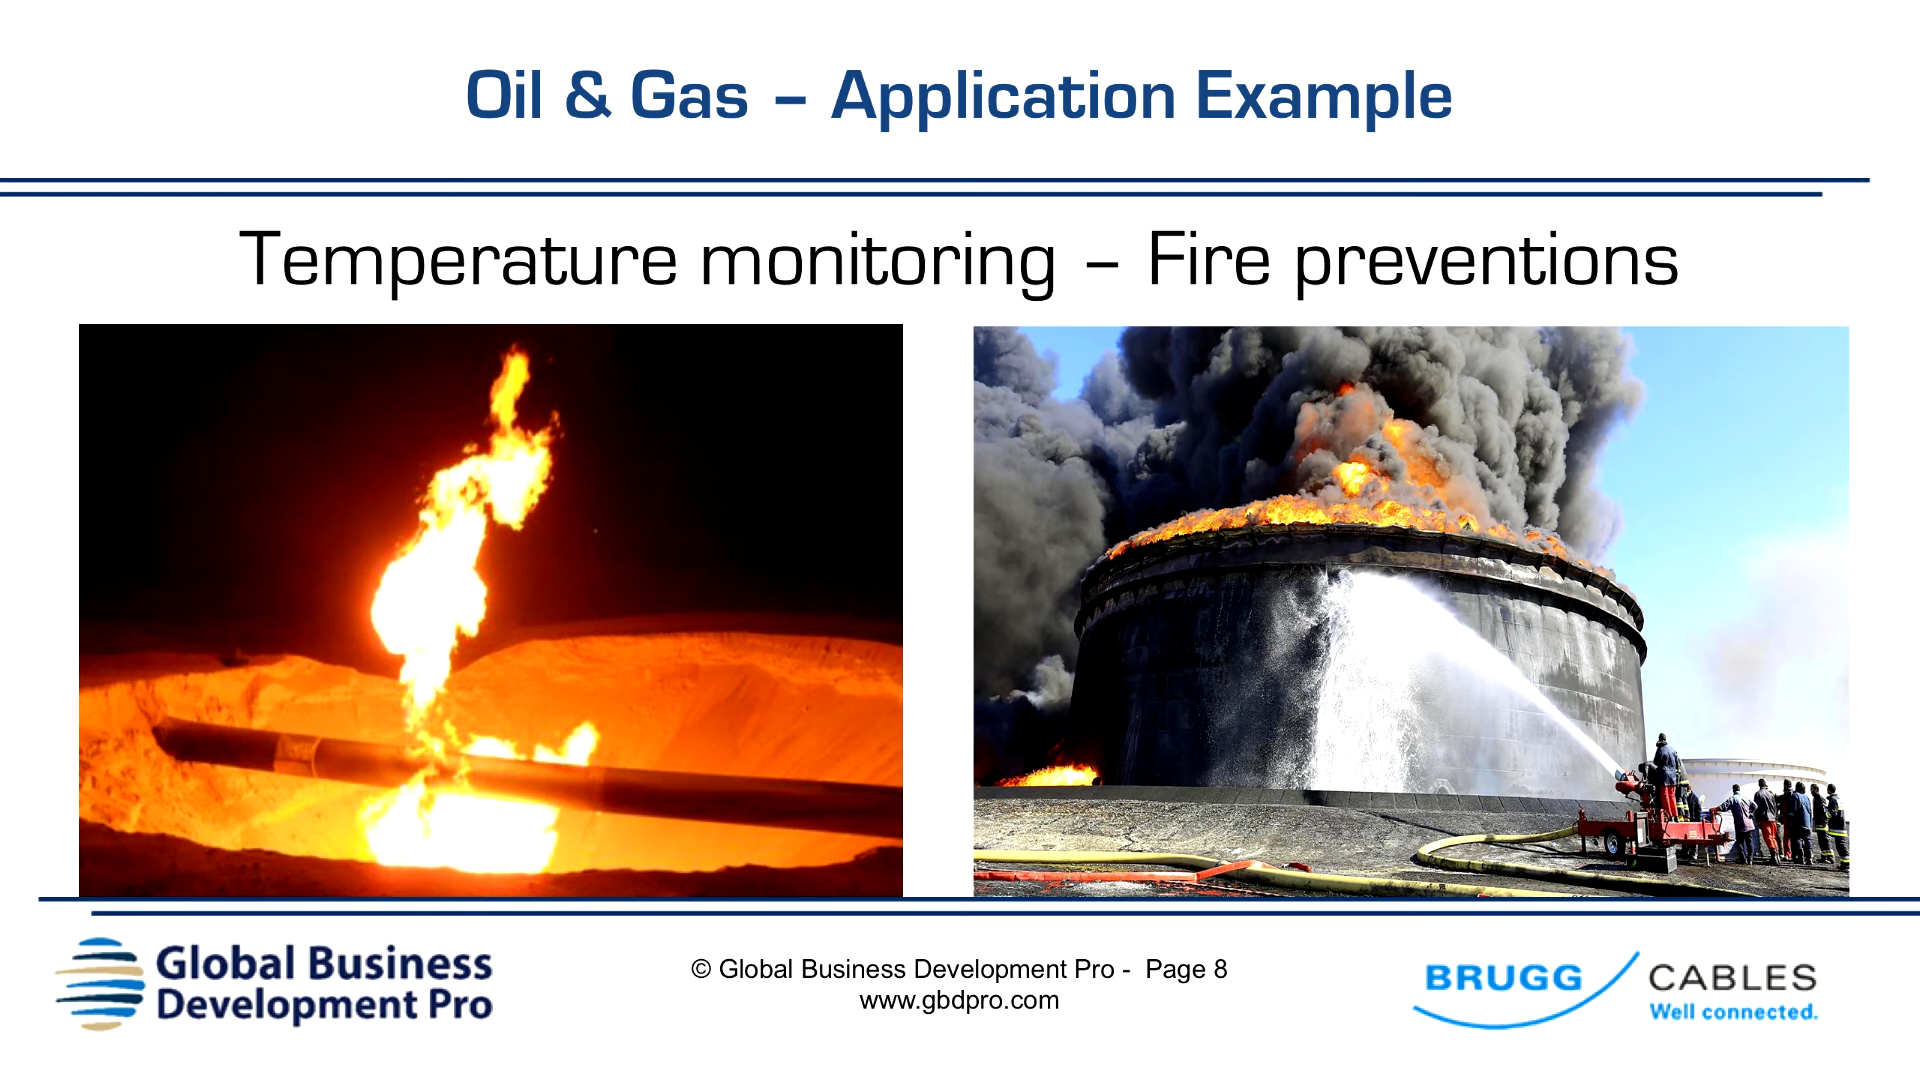 Oil & Gas – Application Example
Temperature monitoring – Fire preventions
Global Business
Development Pro
© Global Business Development Pro - Page 8
www.gbdpro.com
BRUGG CABLES
Well connected.